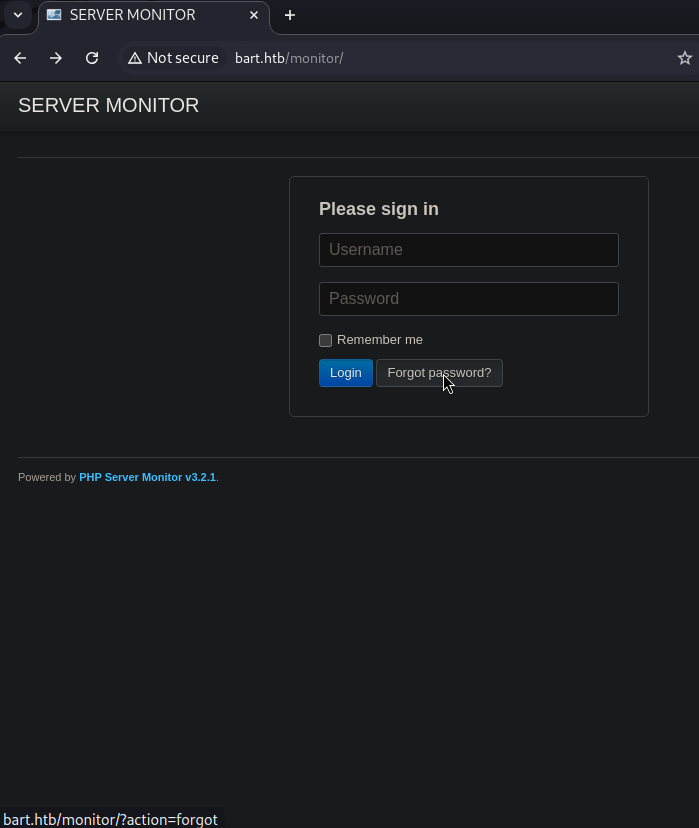 SERVER MONITOR
Not secure bart.htb/monitor/
SERVER MONITOR
Please sign in
Username
Password
Remember me
Login Forgot password?
Powered by PHP Server Monitor v3.2.1.
bart.htb/monitor/?action=forgot